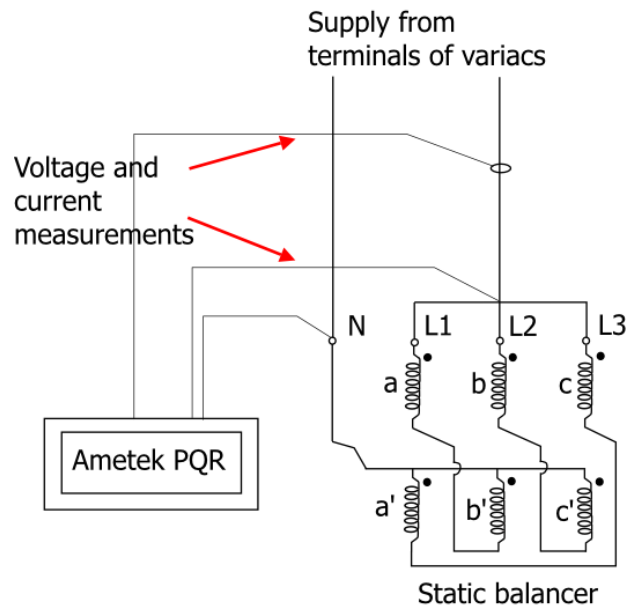 Supply from
terminals of variacs
Voltage and
current
measurements
N
L1
L2
L3
a
b
c
Ametek PQR
a'
b'
c'
Static balancer